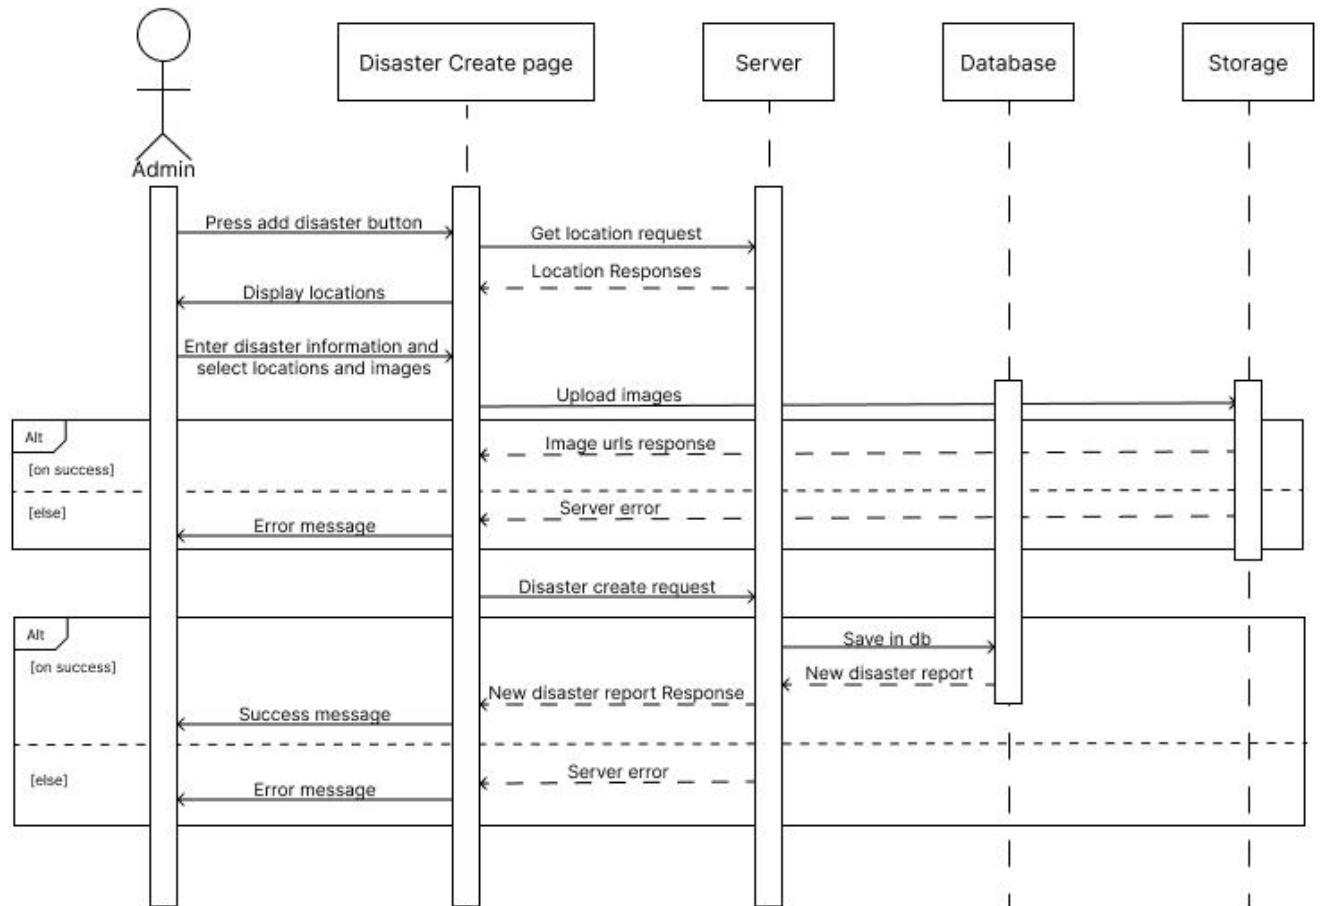 Disaster Create page
Server
Database
Storage
Admin
Press add disaster button
Get location request
Location Responses
Display locations
Enter disaster information and
select locations and images
Upload images
Alt
Image urls response
[on success]
[else]
Server error
Error message
Disaster create request
Alt
Save in db
[on success]
New disaster report
New disaster report Response
Success message
Server error
[else]
Error message